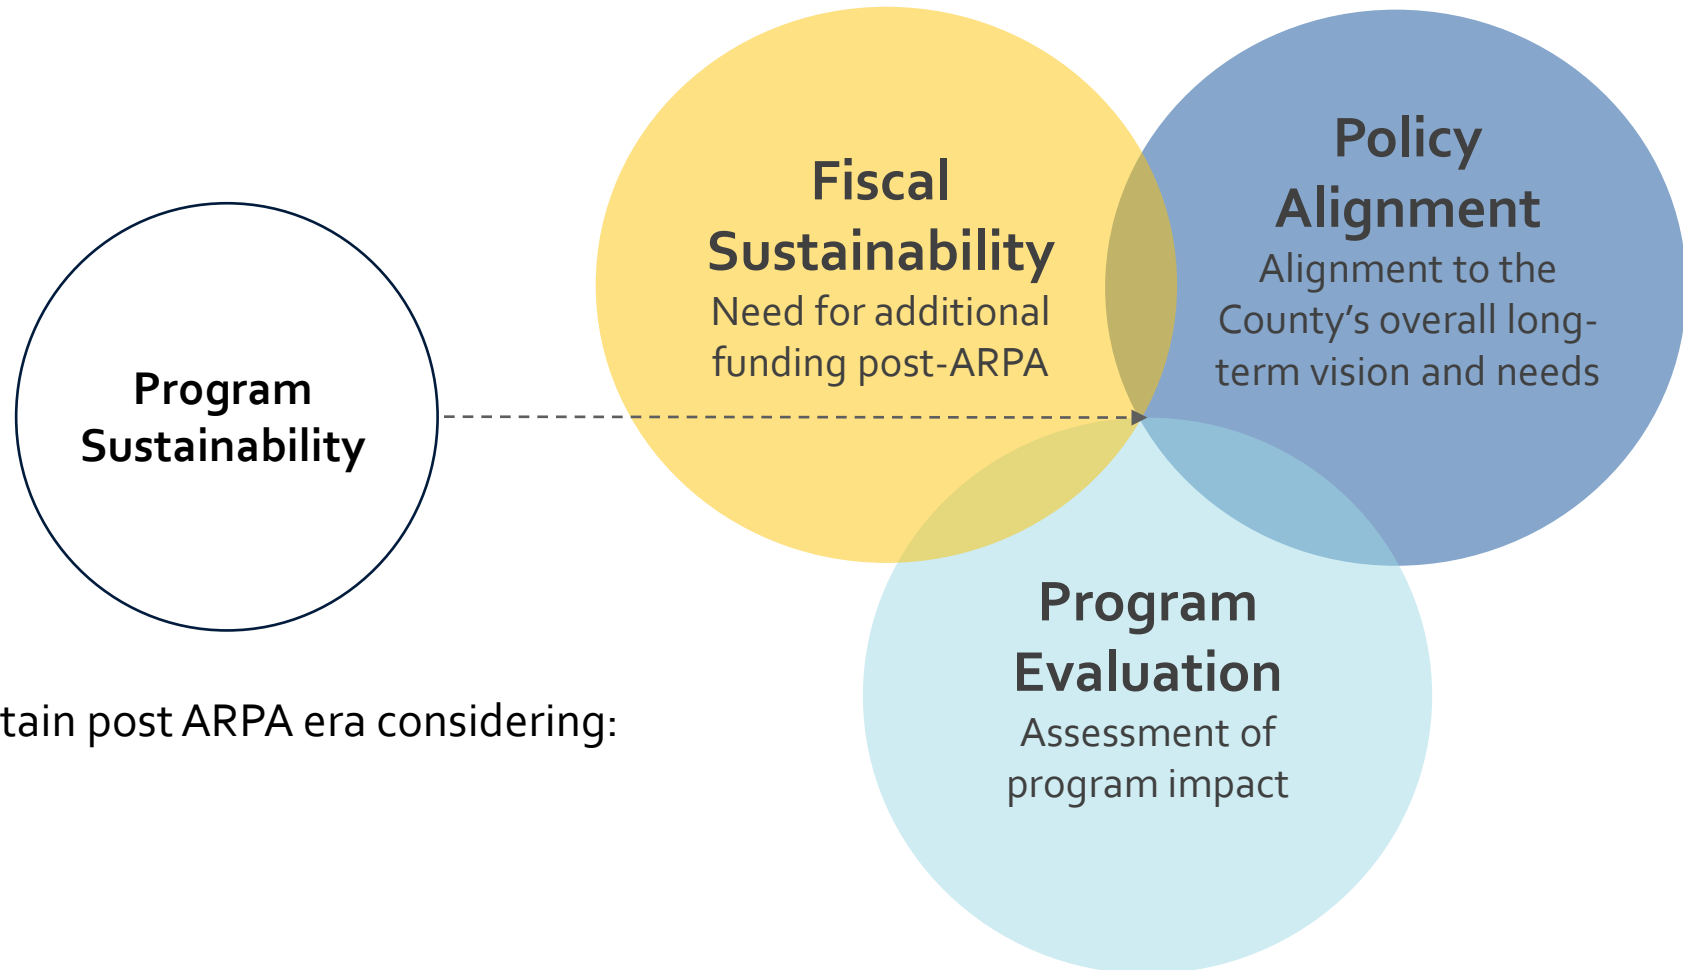 Program
Sustainability
Fiscal
Sustainability
Need for additional
funding post-ARPA
Policy
Alignment
Alignment to the
County’s overall long-
term vision and needs
Program
Evaluation
Assessment of
program impact
tain post ARPA era considering: